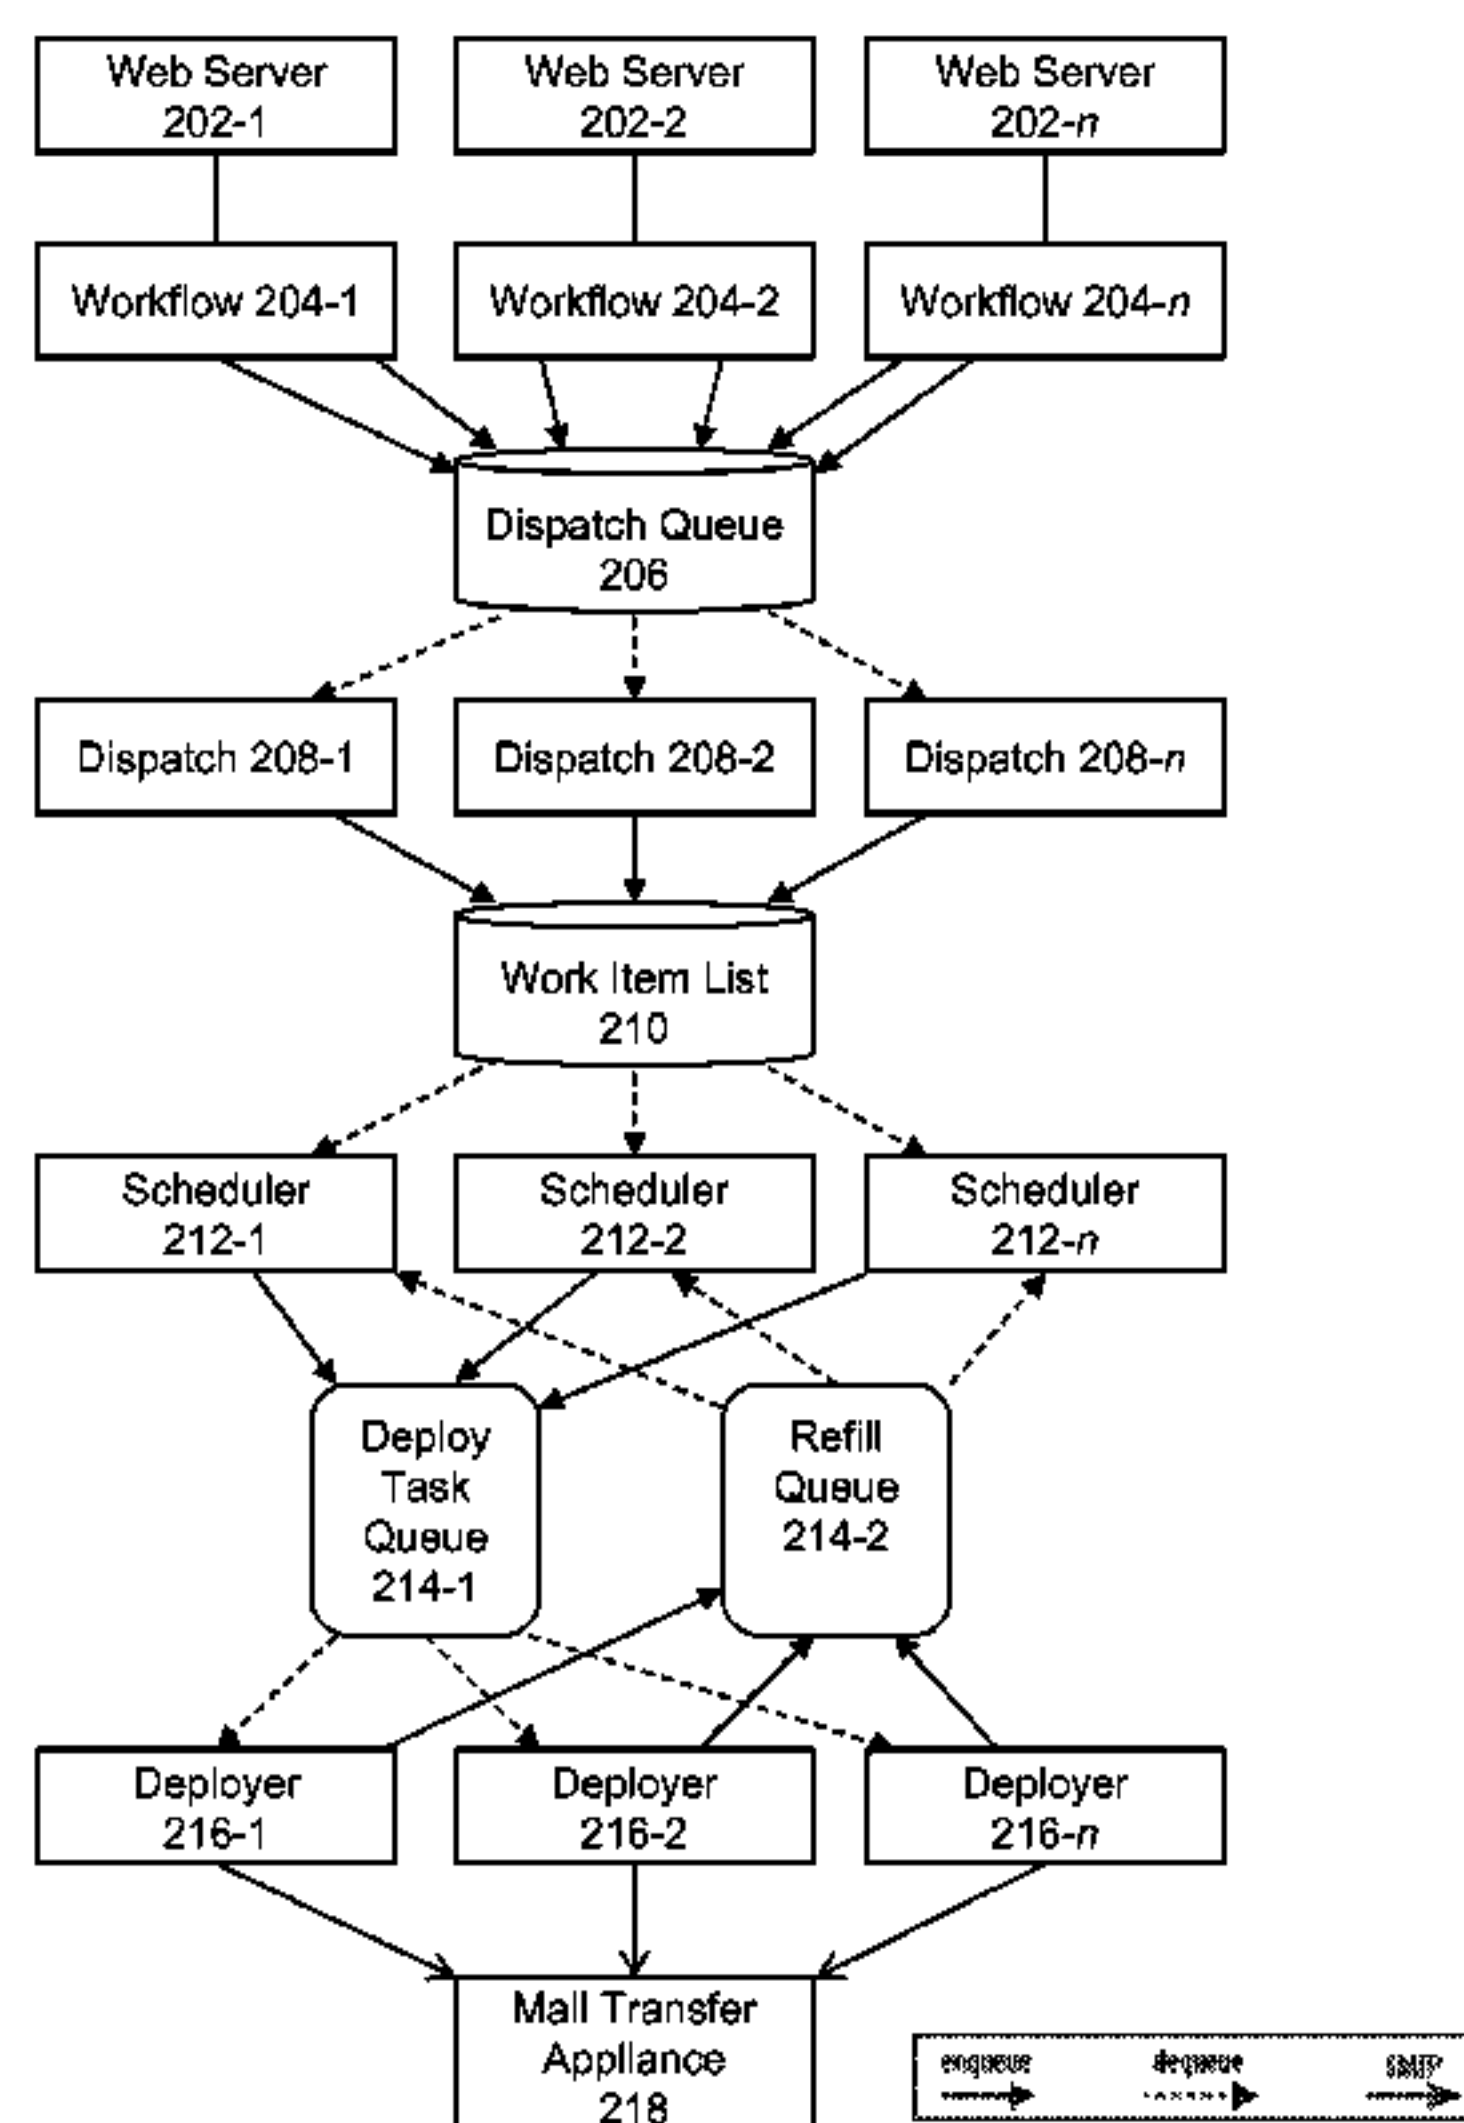 Web Server
202-1
Web Server
202-2
Web Server
202-n
Workflow 204-1
Workflow 204-2
Workflow 204-n
Dispatch Queue
206
Dispatch 208-1
Dispatch 208-2
Dispatch 208-n
Work Item List
210
Scheduler
212-1
Scheduler
212-2
Scheduler
212-n
Deploy
Task
Queue
214-1
Refill
Queue
214-2
Deployer
216-1
Deployer
216-2
Deployer
216-n
Mail Transfer
Appliance
218
enqueue
dequeue